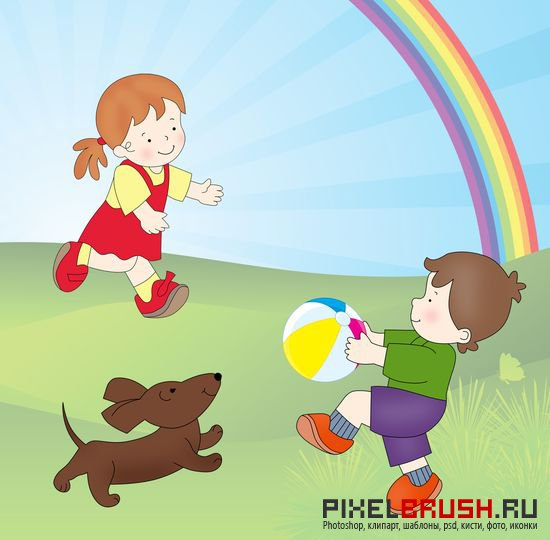 PIXELBRUSH.RU
Photoshop, клипарт, шаблоны, psd, кисти, фото, иконки